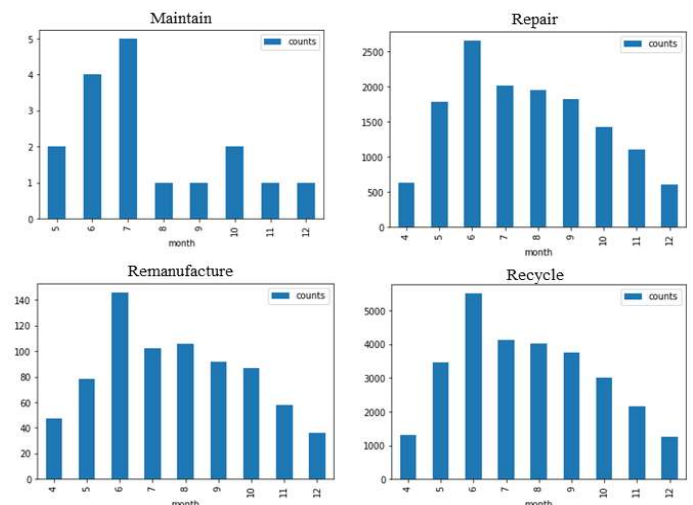 Maintain
counts
5
4
3
2
1
0
5 6 7 8 9 10 11 12
month
Repair
counts
2500
2000
1500
1000
500
0
4 5 6 7 8 9 10 11 12
month
Remanufacture
counts
140
120
100
80
60
40
20
0
4 5 6 7 8 9 10 11 12
month
Recycle
counts
5000
4000
3000
2000
1000
0
4 5 6 7 8 9 10 11 12
month